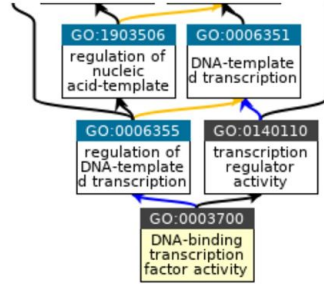 GO:1903506
regulation of
nucleic
acid-template
GO:0006351
DNA-template
d transcription
GO:0006355
regulation of
DNA-template
d transcription
GO:0140110
transcription
regulator
activity
GO:0003700
DNA-binding
transcription
factor activity